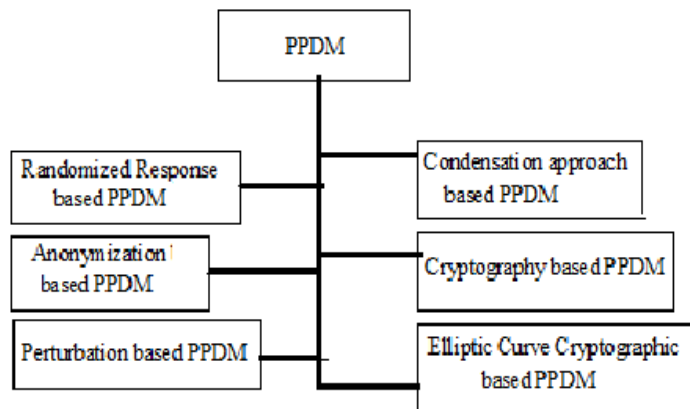 PPDM
Randomized Response
based PPDM
Condensation approach
based PPDM
Anonymization
based PPDM
Cryptography based PPDM
Perturbation based PPDM
Elliptic Curve Cryptographic
based PPDM